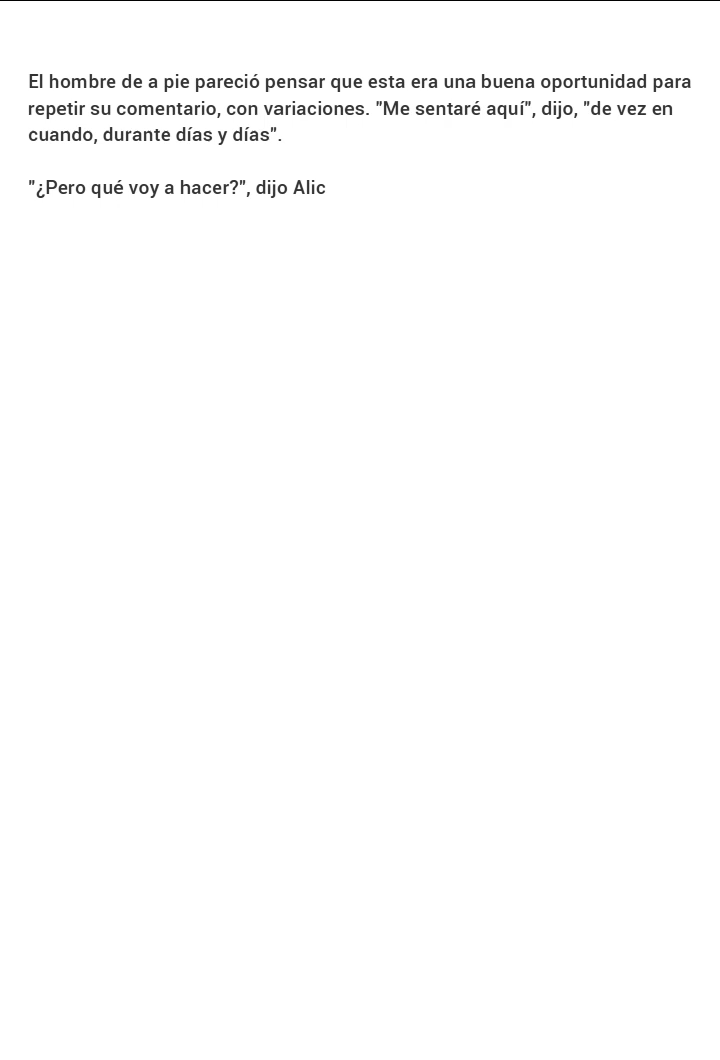 El hombre de a pie pareció pensar que esta era una buena oportunidad para
repetir su comentario, con variaciones. "Me sentaré aquí", dijo, "de vez en
cuando, durante días y días".
"¿Pero qué voy a hacer?", dijo Alic